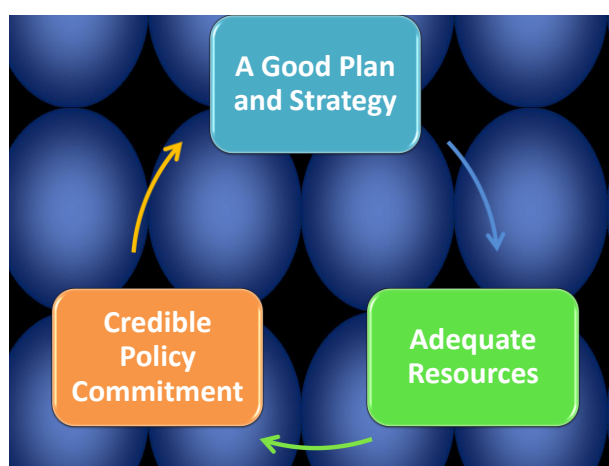 A Good Plan
and Strategy
Credible
Policy
Commitment
Adequate
Resources